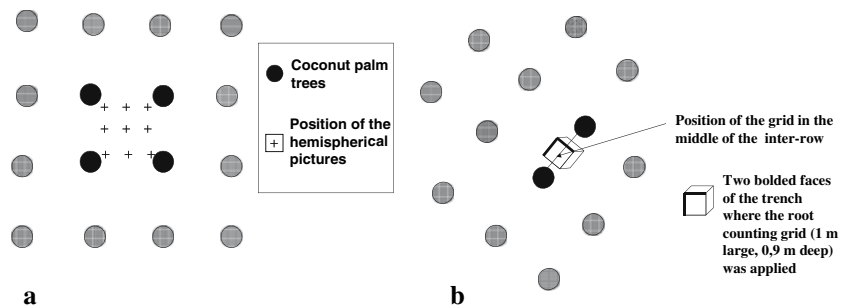 Coconut palm
trees
Position of the
hemispherical
pictures
a
Position of the grid in the
middle of the inter-row
Two bolded faces
of the trench
where the root
counting grid (1 m
large, 0,9 m deep)
was applied
b